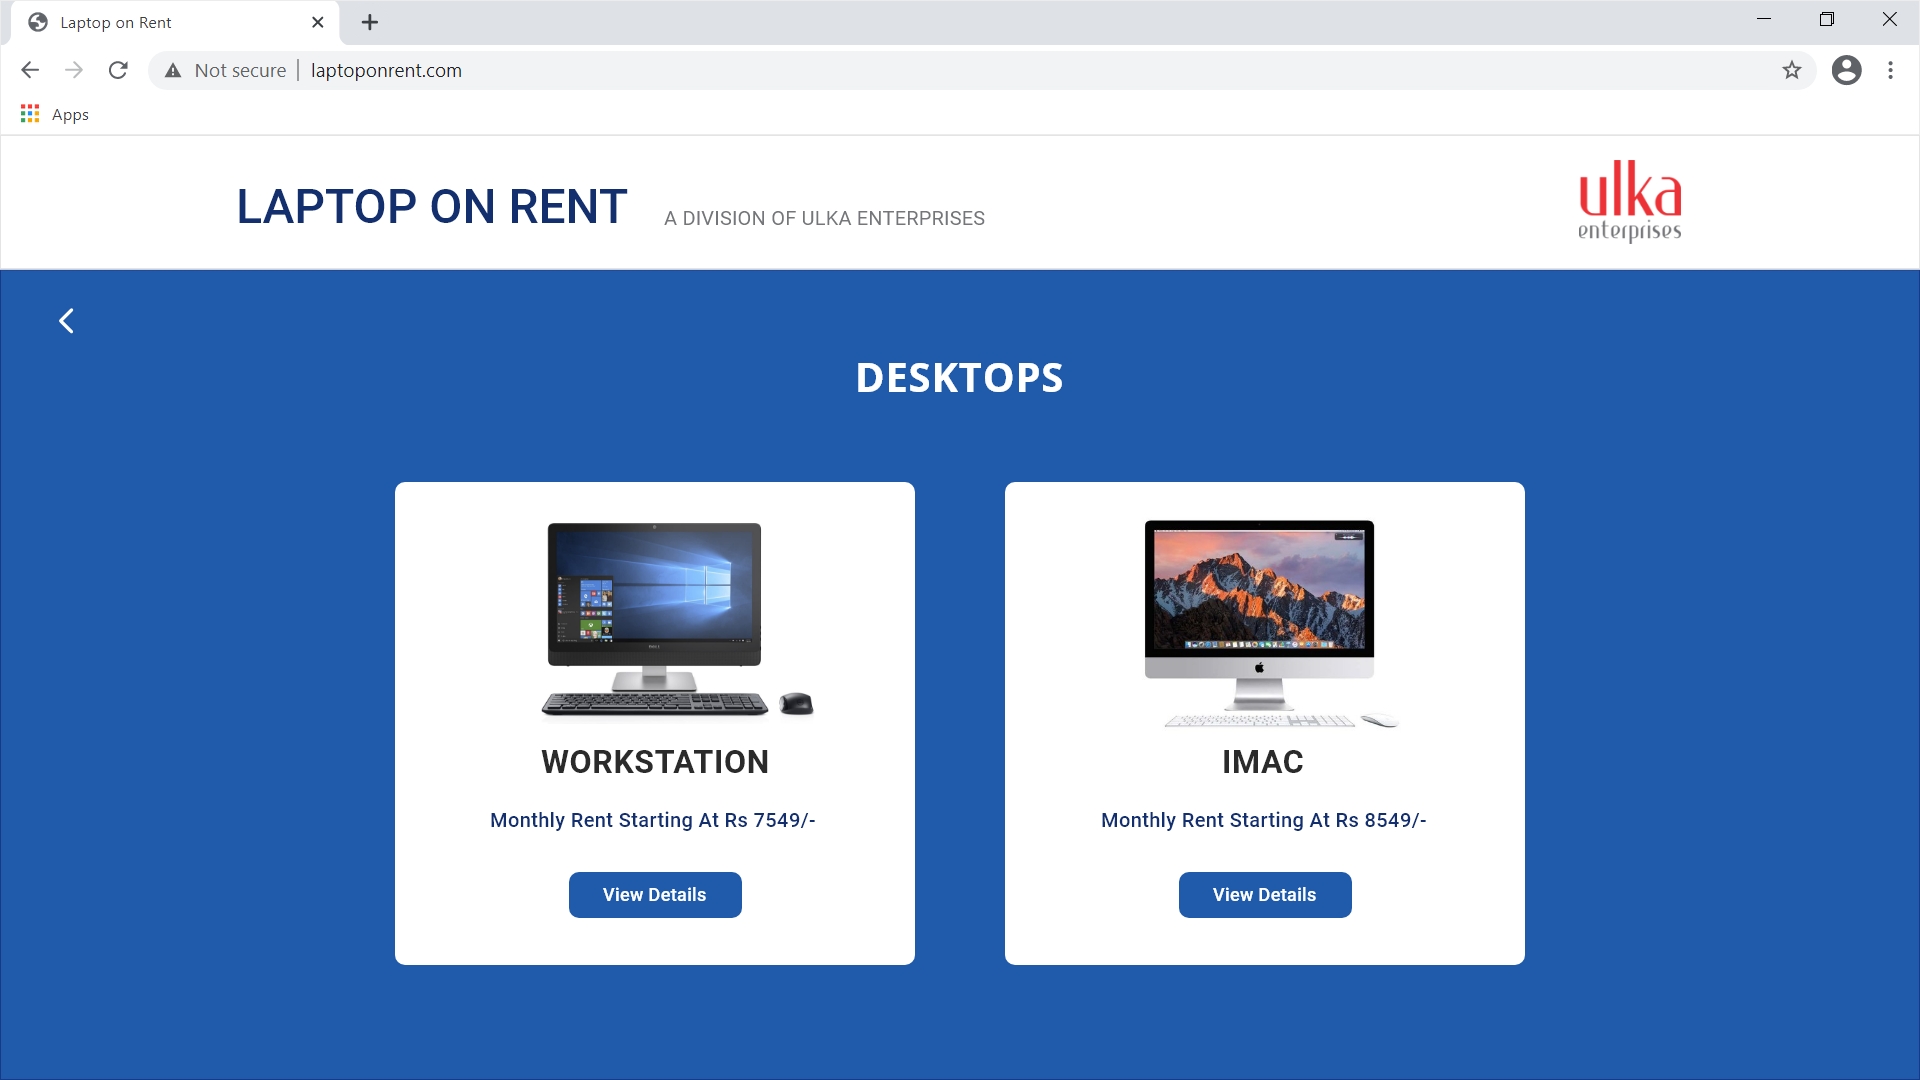 Laptop on Rent
Not secure
laptoponrent.com
Apps
LAPTOP ON RENT
A DIVISION OF ULKA ENTERPRISES
ulka
enterprises
DESKTOPS
WORKSTATION
Monthly Rent Starting At Rs 7549/-
View Details
IMAC
Monthly Rent Starting At Rs 8549/-
View Details